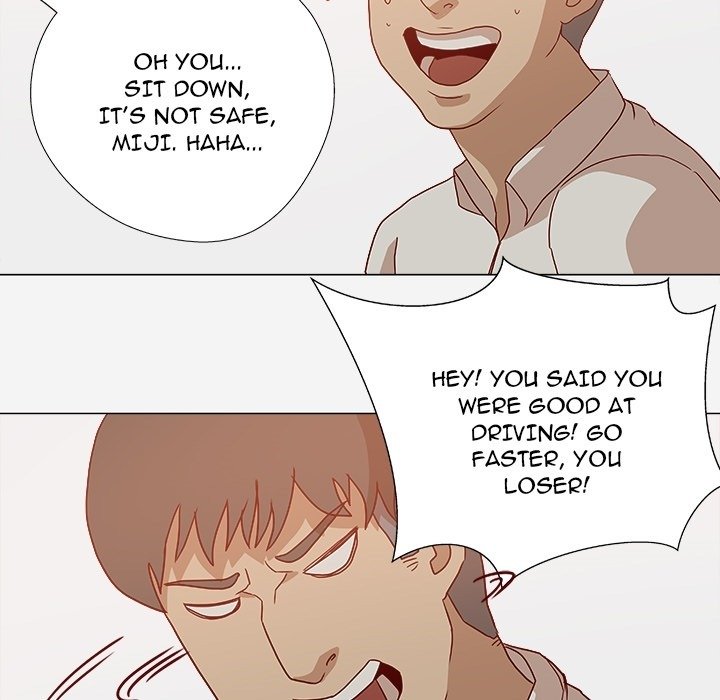 OH YOU...
SIT DOWN,
IT'S NOT SAFE,
MIJI. HAHA...
HEY! YOU SAID YOU
WERE GOOD AT
DRIVING! GO
FASTER, YOU
LOSER!